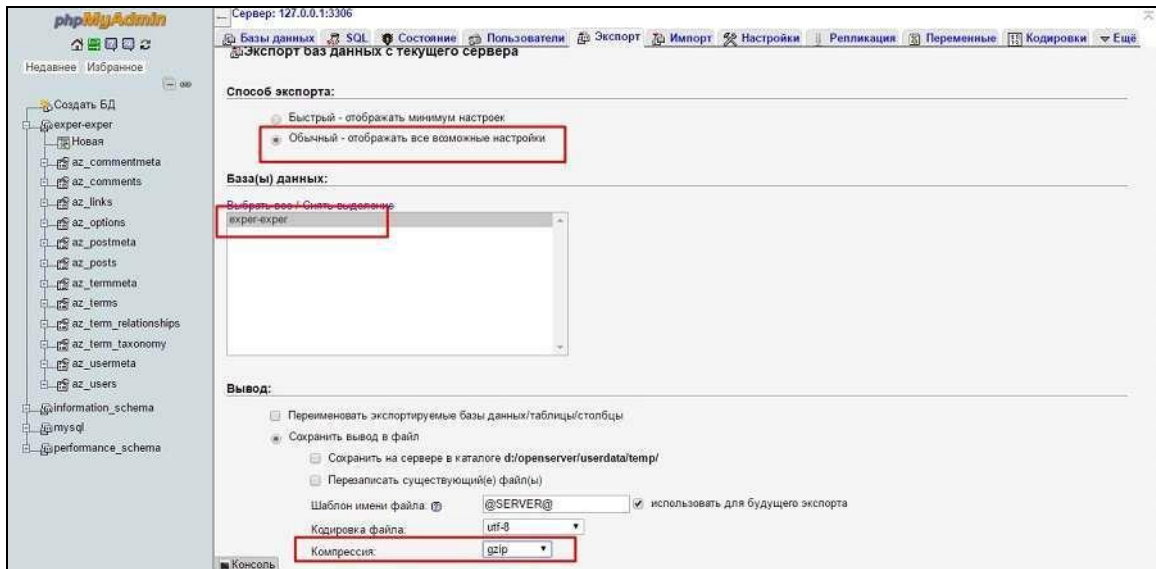 phpMyAdmin
Недавнее Избранное
Создать БД
exper-exper
Новая
az_commentmeta
az_comments
az_links
az_options
az_postmeta
az_posts
az_termmeta
az_terms
az_term_relationships
az_term_taxonomy
az_usermeta
az_users
information_schema
mysql
performance_schema
Сервер: 127.0.0.1:3306
Базы данных SQL Состояние Пользователи Экспорт Импорт Настройки Репликация Переменные Кодировки Ещё
Экспорт баз данных с текущего сервера
Способ экспорта:
Быстрый - отображать минимум настроек
Обычный - отображать все возможные настройки
База(ы) данных:
Выбрать все / Снять выделение
exper-exper
Вывод:
Переименовать экспортируемые базы данных/таблицы/столбцы
Сохранить вывод в файл
Сохранить на сервере в каталоге d:/openserver/userdata/temp/
Перезаписать существующий(е) файл(ы)
Шаблон имени файла: @SERVER@ использовать для будущего экспорта
Кодировка файла: utf-8
Компрессия: gzip
Консоль